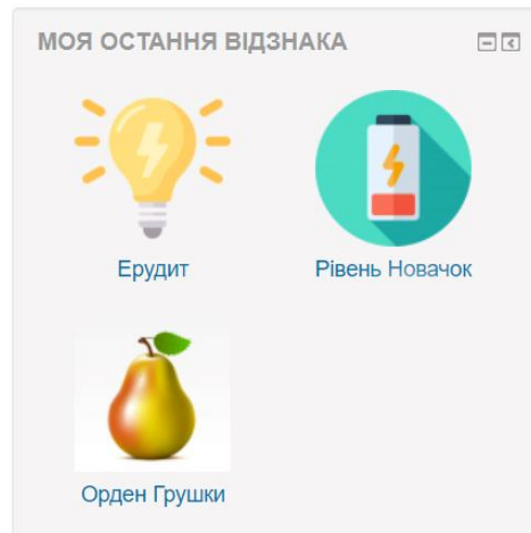 МОЯ ОСТАННЯ ВІДЗНАКА
Ерудит
Рівень Новачок
Орден Грушки